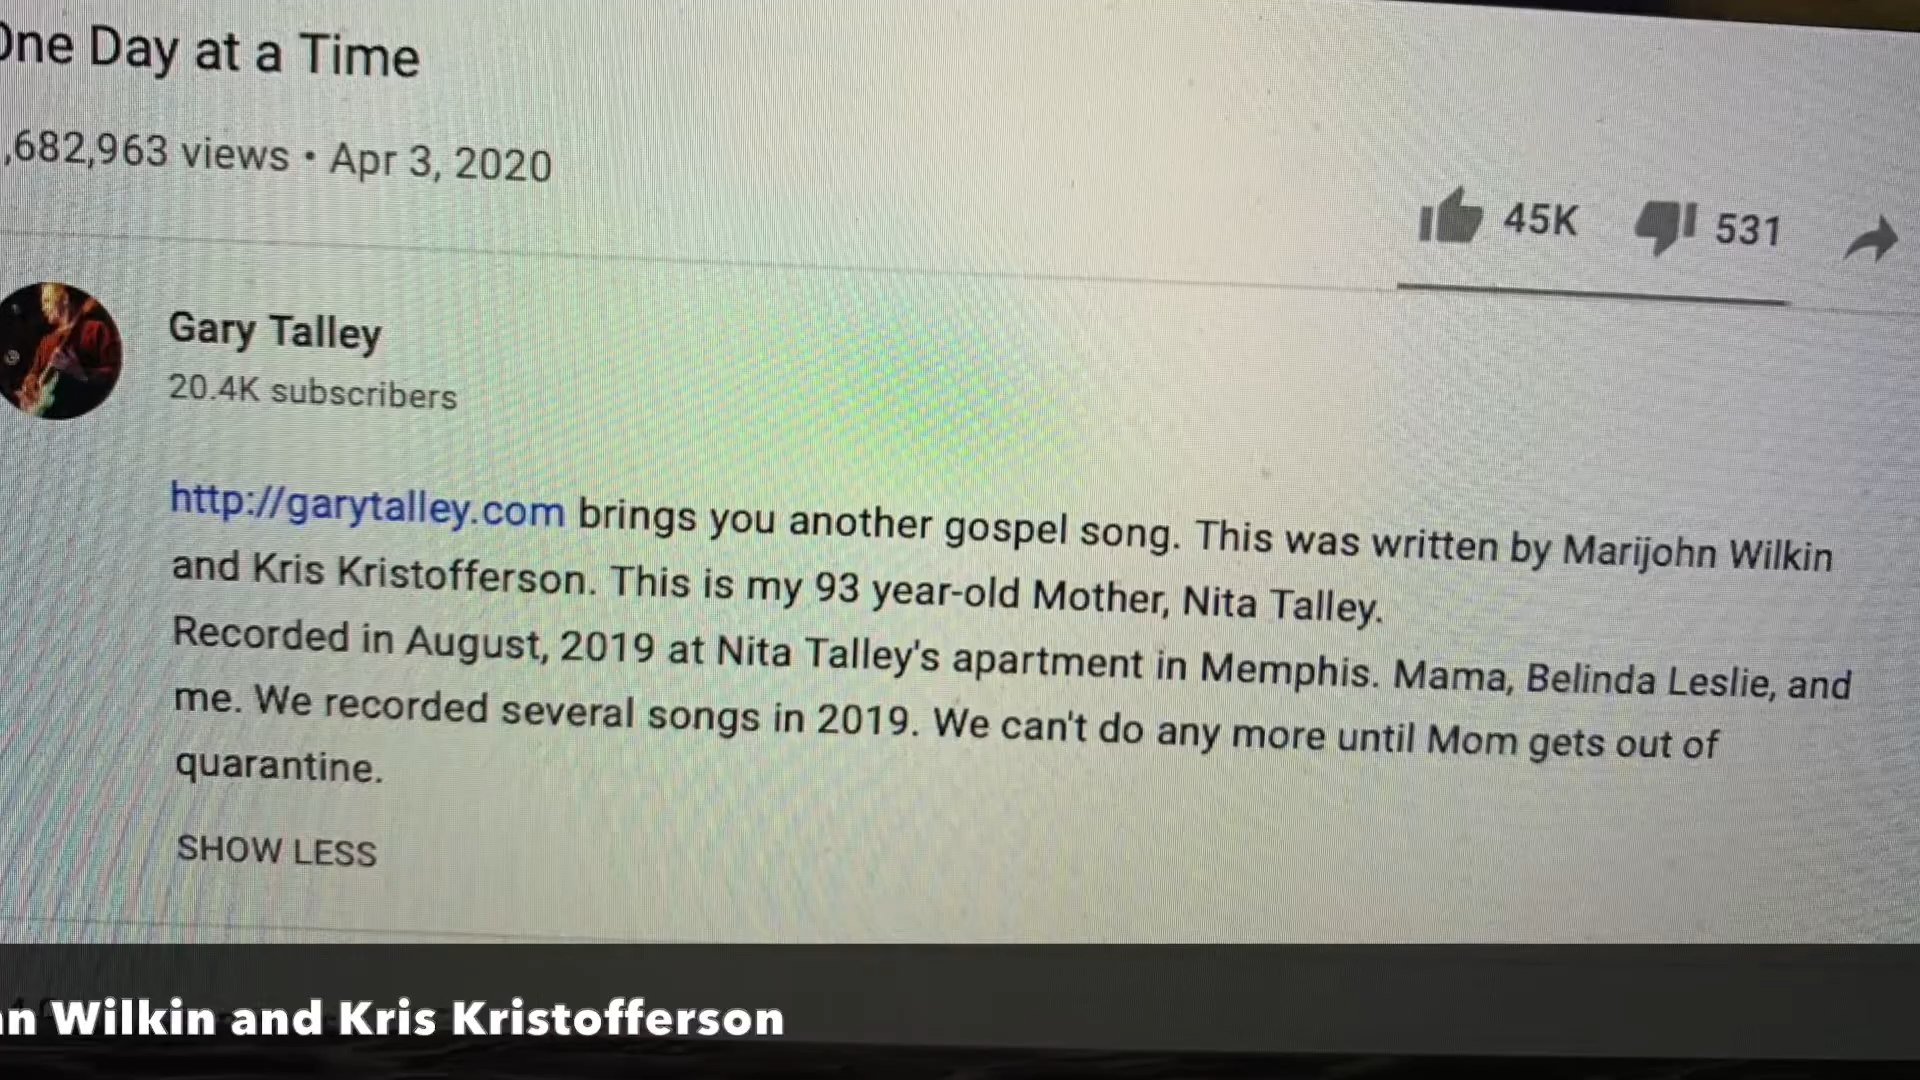 One Day at a Time
,682,963 views • Apr 3, 2020
45K 531
Gary Talley
20.4K subscribers
http://garytalley.com brings you another gospel song. This was written by Marijohn Wilkin
and Kris Kristofferson. This is my 93 year-old Mother, Nita Talley.
Recorded in August, 2019 at Nita Talley's apartment in Memphis. Mama, Belinda Leslie, and
me. We recorded several songs in 2019. We can't do any more until Mom gets out of
quarantine.
SHOW LESS
n Wilkin and Kris Kristofferson